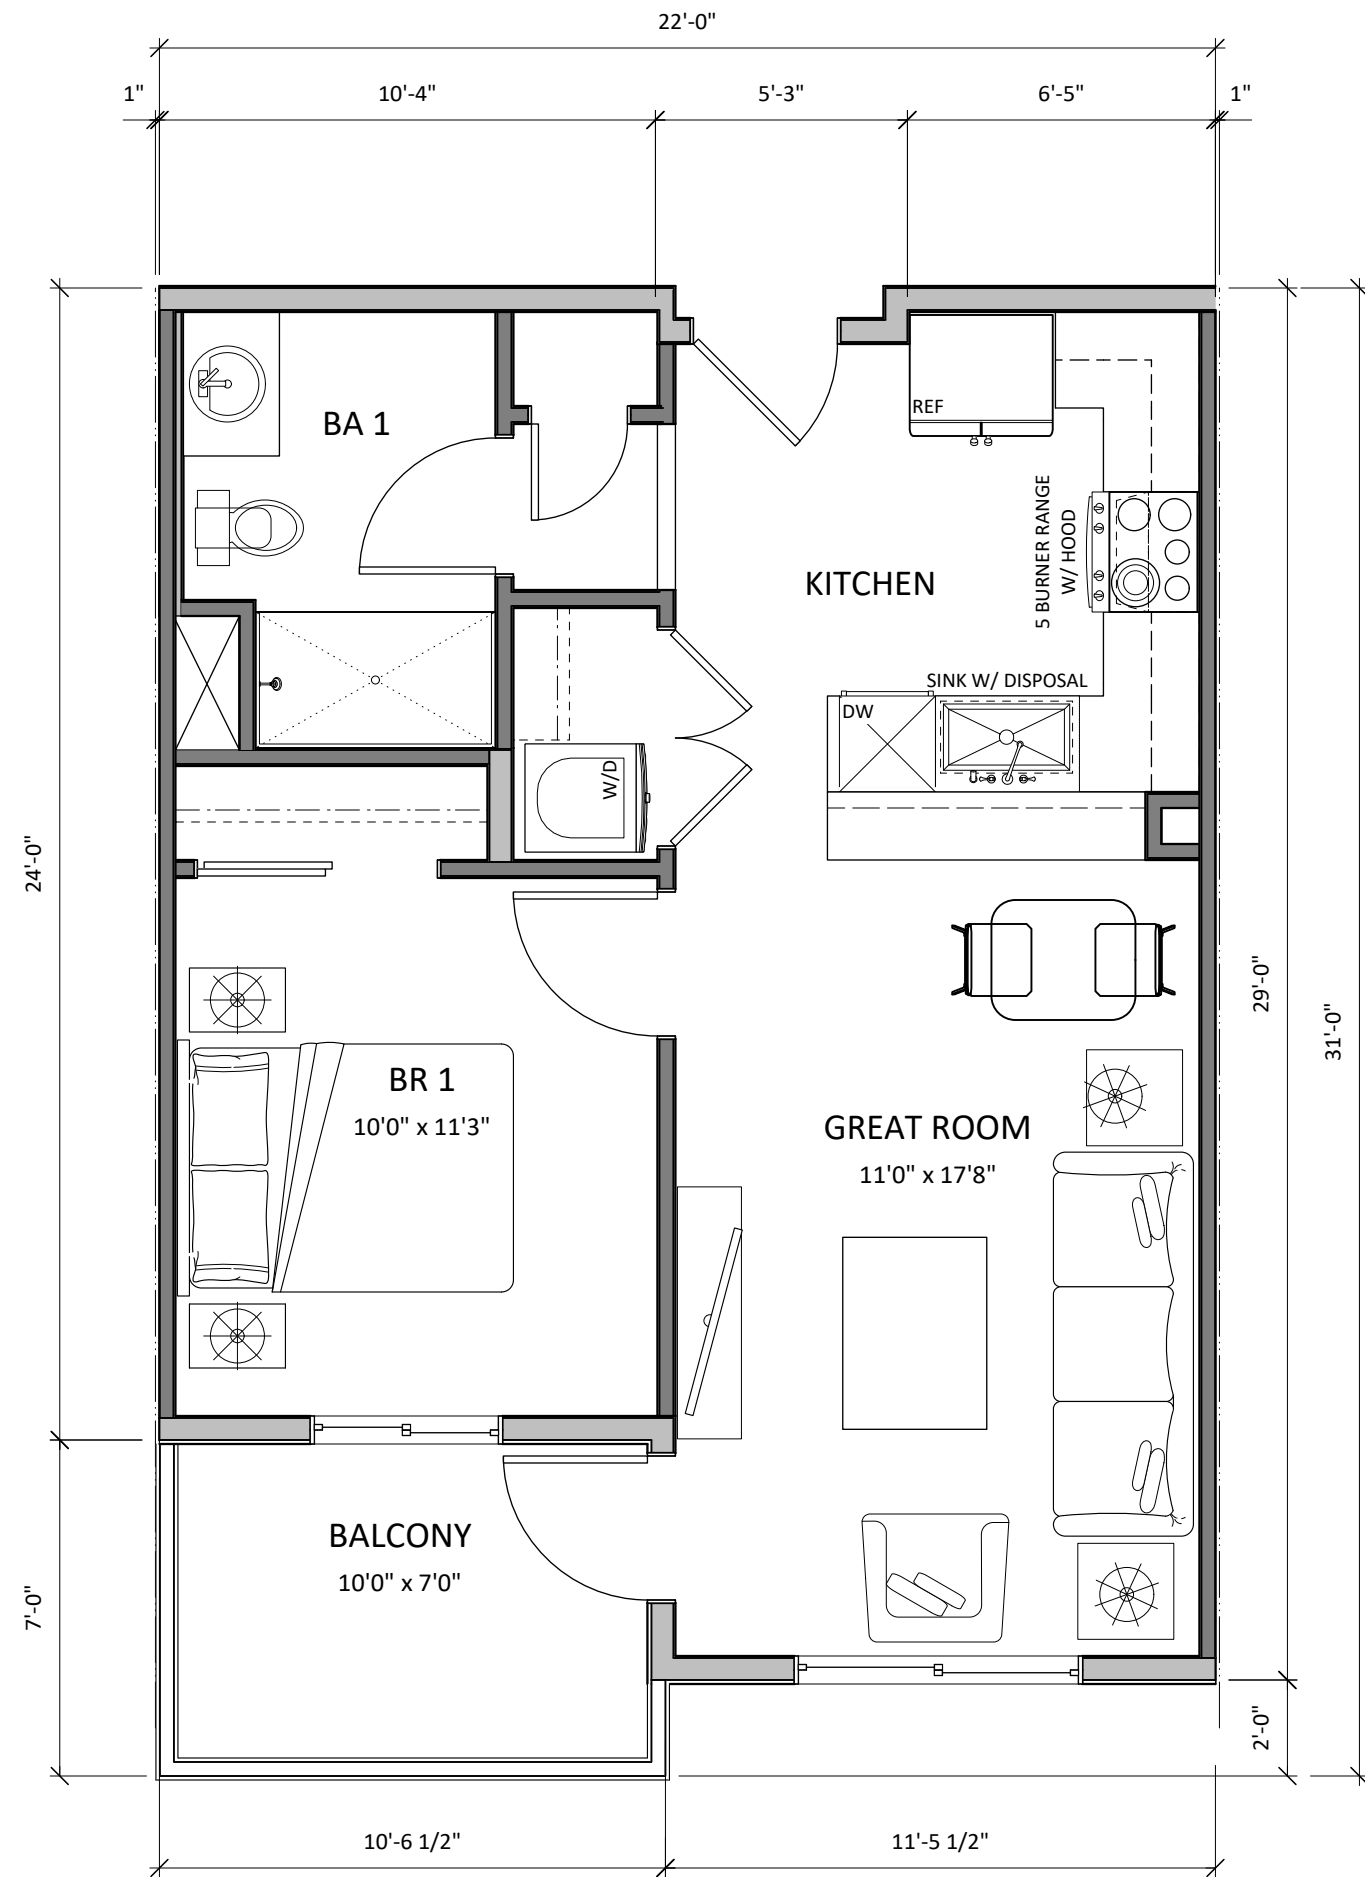 22'-0"
1"
10'-4"
5'-3"
6'-5"
1"
BA 1
REF
5 BURNER RANGE
W/ HOOD
KITCHEN
SINK W/ DISPOSAL
DW
W/D
24'-0"
29'-0"
31'-0"
BR 1
10'0" x 11'3"
GREAT ROOM
11'0" x 17'8"
BALCONY
10'0" x 7'0"
7'-0"
2'-0"
10'-6 1/2"
11'-5 1/2"